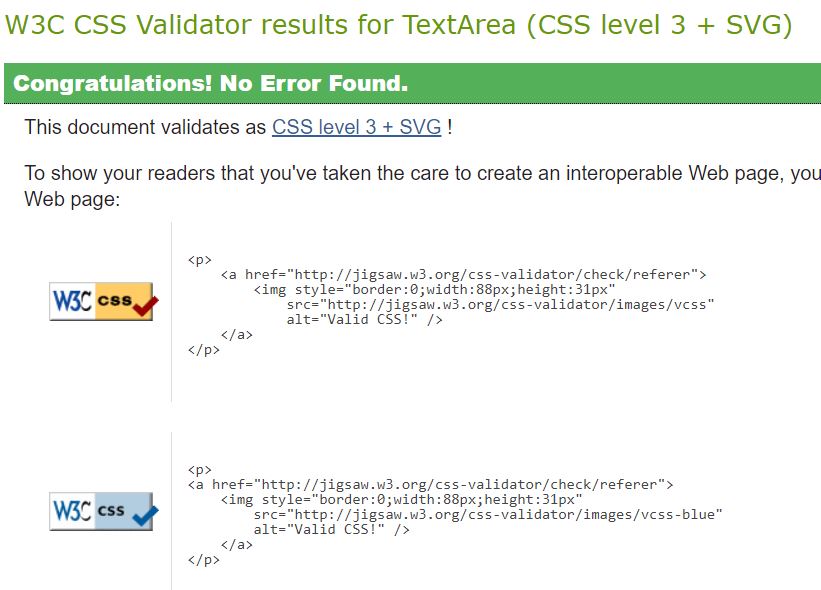 W3C CSS Validator results for TextArea (CSS level 3 + SVG)
Congratulations! No Error Found.
This document validates as CSS level 3 + SVG !
To show your readers that you've taken the care to create an interoperable Web page, you
Web page:
W3C css
<p>
<a href="http://jigsaw.w3.org/css-validator/check/referer">
<img style="border:0;width:88px;height:31px"
src="http://jigsaw.w3.org/css-validator/images/vcss"
alt="Valid CSS!" />
</a>
</p>
W3C css
<p>
<a href="http://jigsaw.w3.org/css-validator/check/referer">
<img style="border:0;width:88px;height:31px"
src="http://jigsaw.w3.org/css-validator/images/vcss-blue"
alt="Valid CSS!" />
</a>
</p>